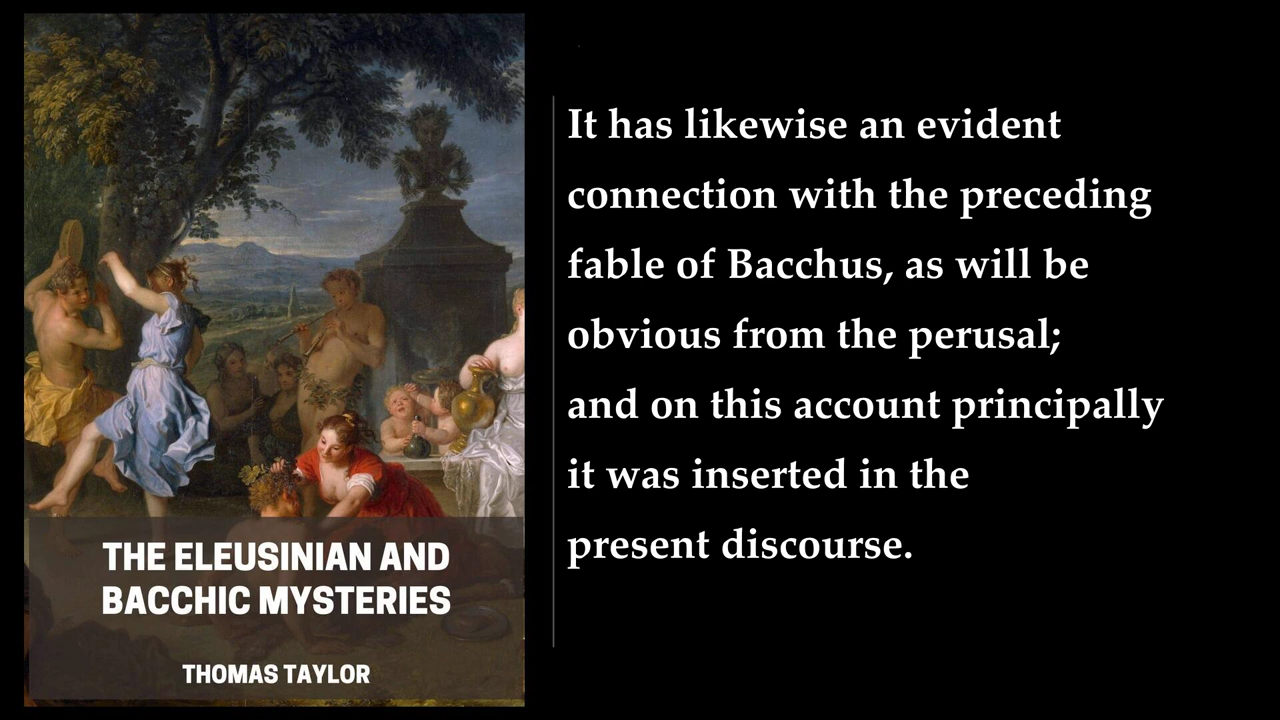 THE ELEUSINIAN AND
BACCHIC MYSTERIES
THOMAS TAYLOR
It has likewise an evident
connection with the preceding
fable of Bacchus, as will be
obvious from the perusal;
and on this account principally
it was inserted in the
present discourse.